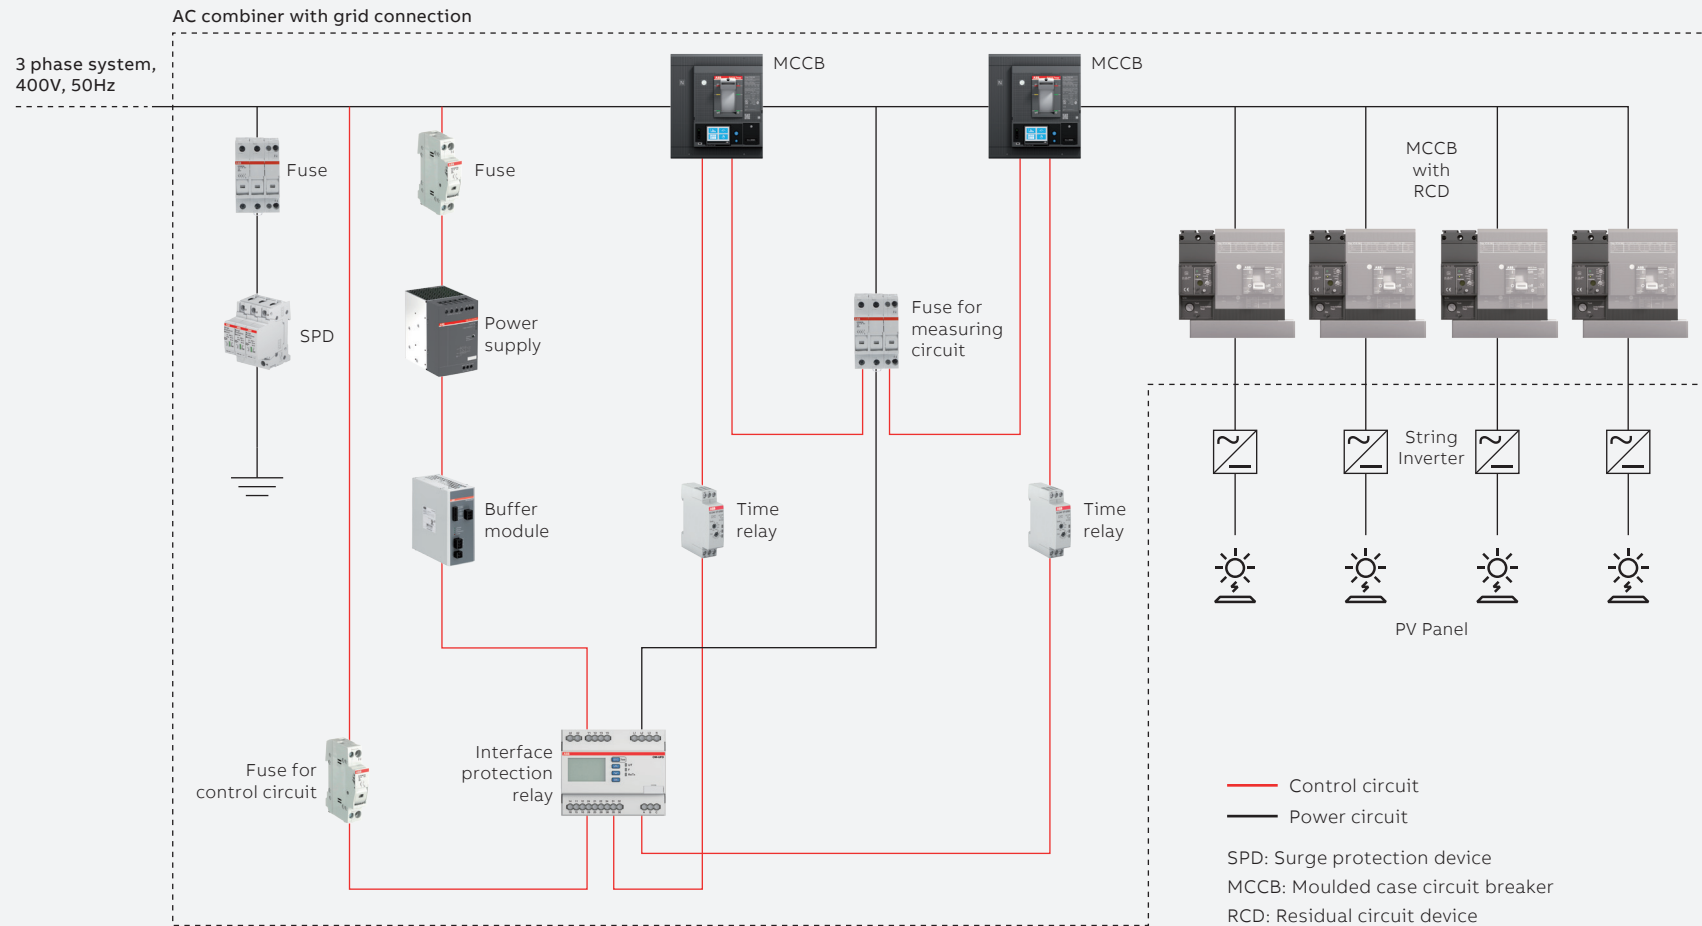 AC combiner with grid connection
3 phase system,
400V, 50Hz
MCCB
MCCB
Fuse
Fuse
MCCB
with
RCD
SPD
Power
supply
Fuse for
measuring
circuit
String
Inverter
Buffer
module
Time
relay
Time
relay
PV Panel
Interface
protection
relay
Fuse for
control circuit
Control circuit
Power circuit
SPD: Surge protection device
MCCB: Moulded case circuit breaker
RCD: Residual circuit device